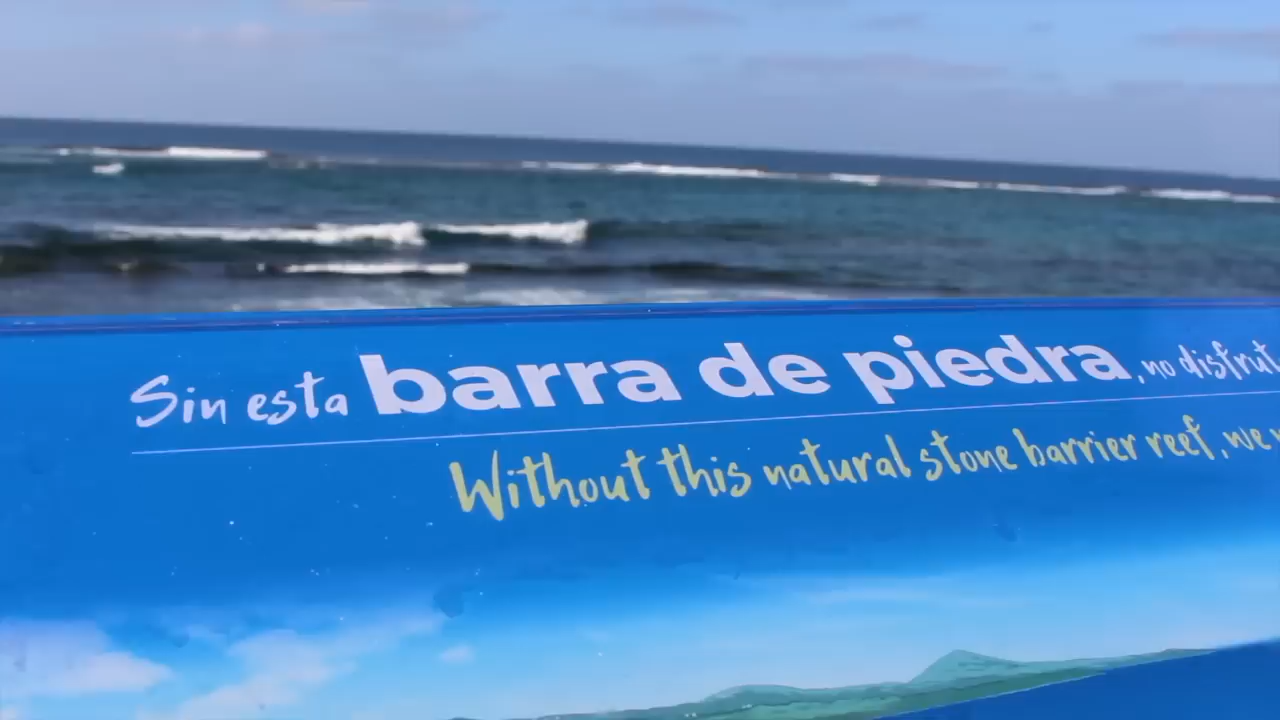 Sin esta barra de piedra, no disfrut
Without this natural stone barrier reef, we